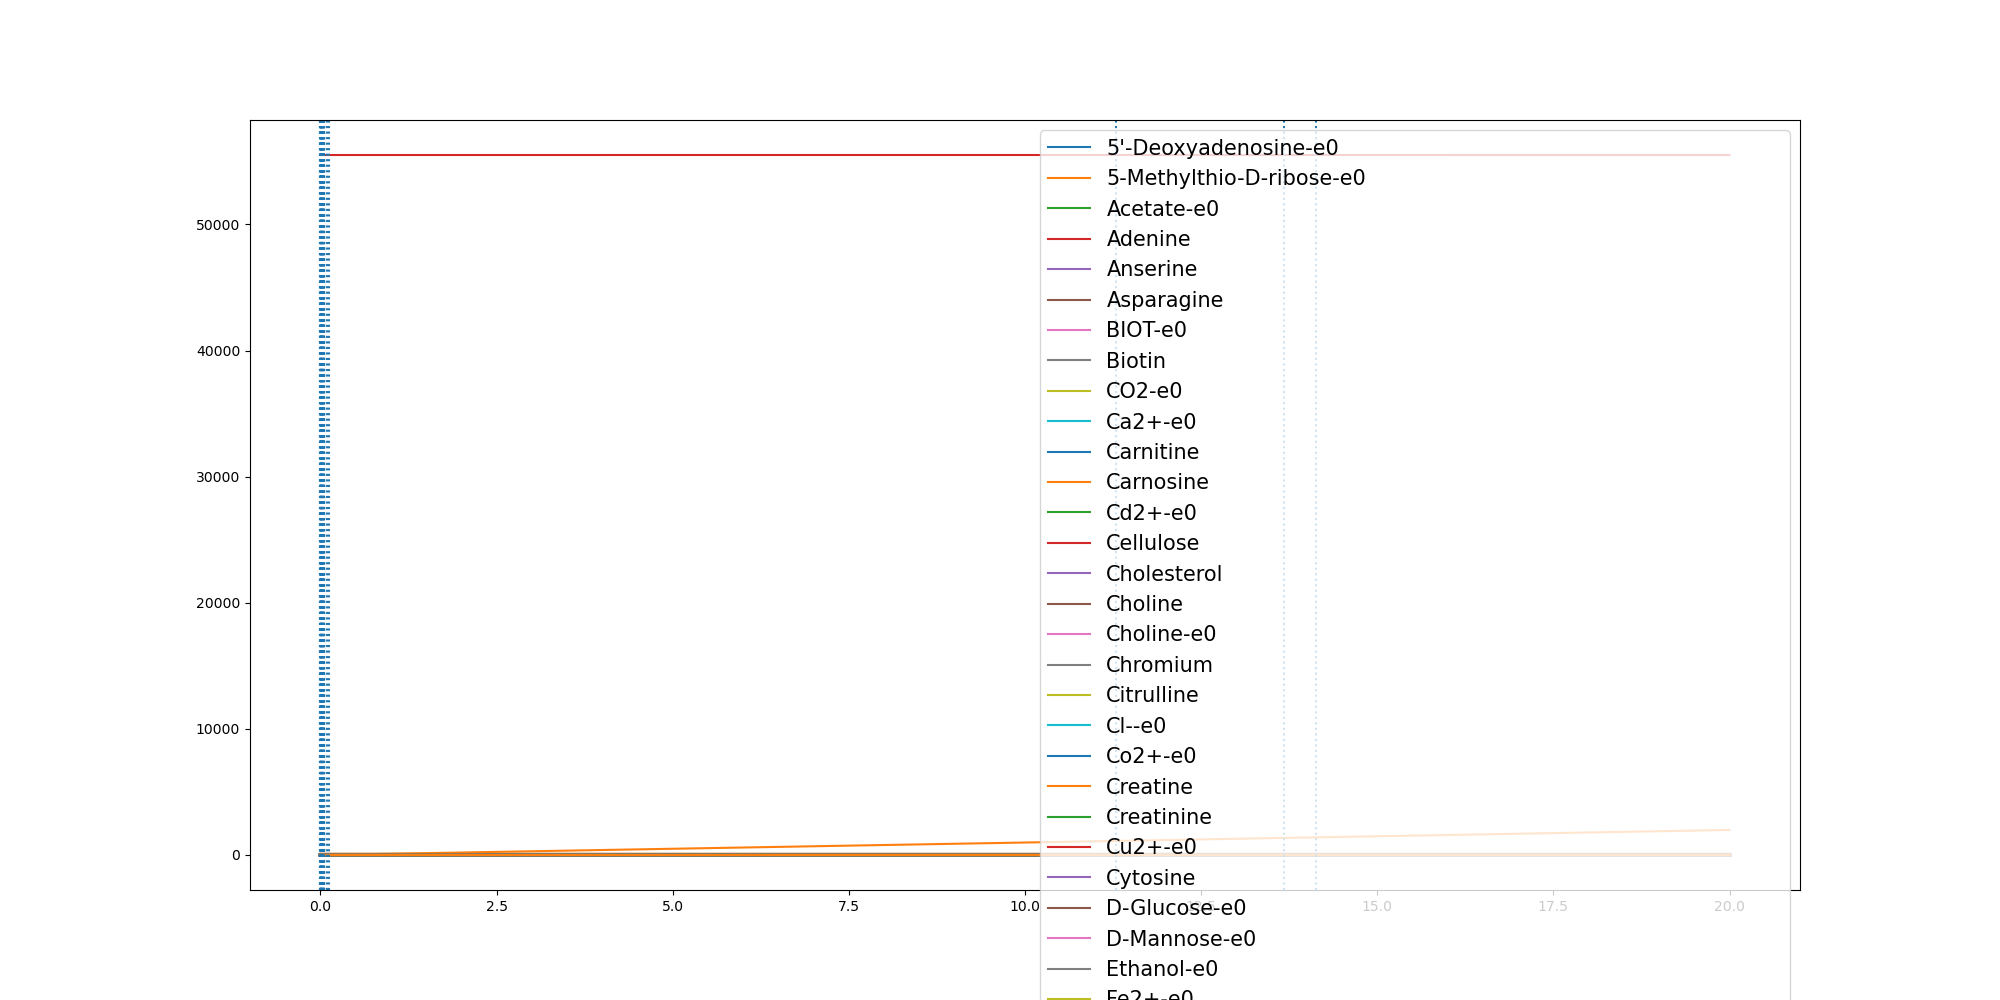 5'-Deoxyadenosine-e0
5-Methylthio-D-ribose-e0
Acetate-e0
Adenine
Anserine
Asparagine
BIOT-e0
Biotin
CO2-e0
Ca2+-e0
Carnitine
Carnosine
Cd2+-e0
Cellulose
Cholesterol
Choline
Choline-e0
Chromium
Citrulline
Cl--e0
Co2+-e0
Creatine
Creatinine
Cu2+-e0
Cytosine
D-Glucose-e0
D-Mannose-e0
Ethanol-e0
Fe2+-e0
50000
40000
30000
20000
10000
0
0.0 2.5 5.0 7.5 10.0 15.0 17.5 20.0